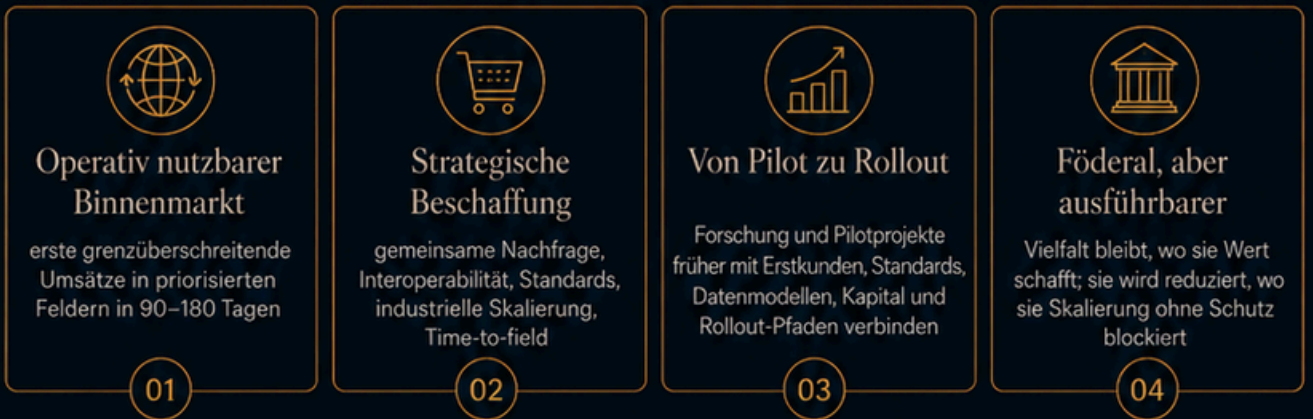 Operativ nutzbarer
Binnenmarkt
erste grenzüberschreitende
Umsätze in priorisierten
Feldern in 90–180 Tagen
01
Strategische
Beschaffung
gemeinsame Nachfrage,
Interoperabilität, Standards,
industrielle Skalierung,
Time-to-field
02
Von Pilot zu Rollout
Forschung und Pilotprojekte
früher mit Erstkunden, Standards,
Datenmodellen, Kapital und
Rollout-Pfaden verbinden
03
Föderal, aber
ausführbarer
Vielfalt bleibt, wo sie Wert
schafft; sie wird reduziert, wo
sie Skalierung ohne Schutz
blockiert
04